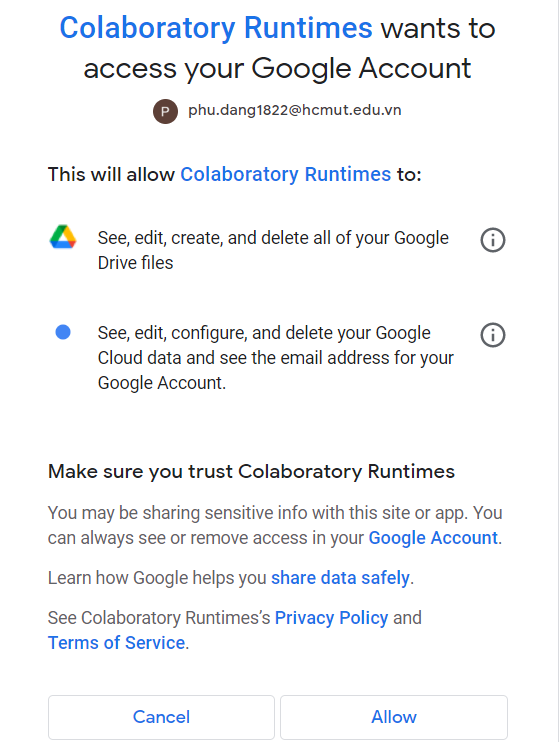 Colaboratory Runtimes wants to
access your Google Account
P phu.dang1822@hcmut.edu.vn
This will allow Colaboratory Runtimes to:
See, edit, create, and delete all of your Google
Drive files
See, edit, configure, and delete your Google
Cloud data and see the email address for your
Google Account.
Make sure you trust Colaboratory Runtimes
You may be sharing sensitive info with this site or app. You
can always see or remove access in your Google Account.
Learn how Google helps you share data safely.
See Colaboratory Runtimes's Privacy Policy and
Terms of Service.
Cancel Allow